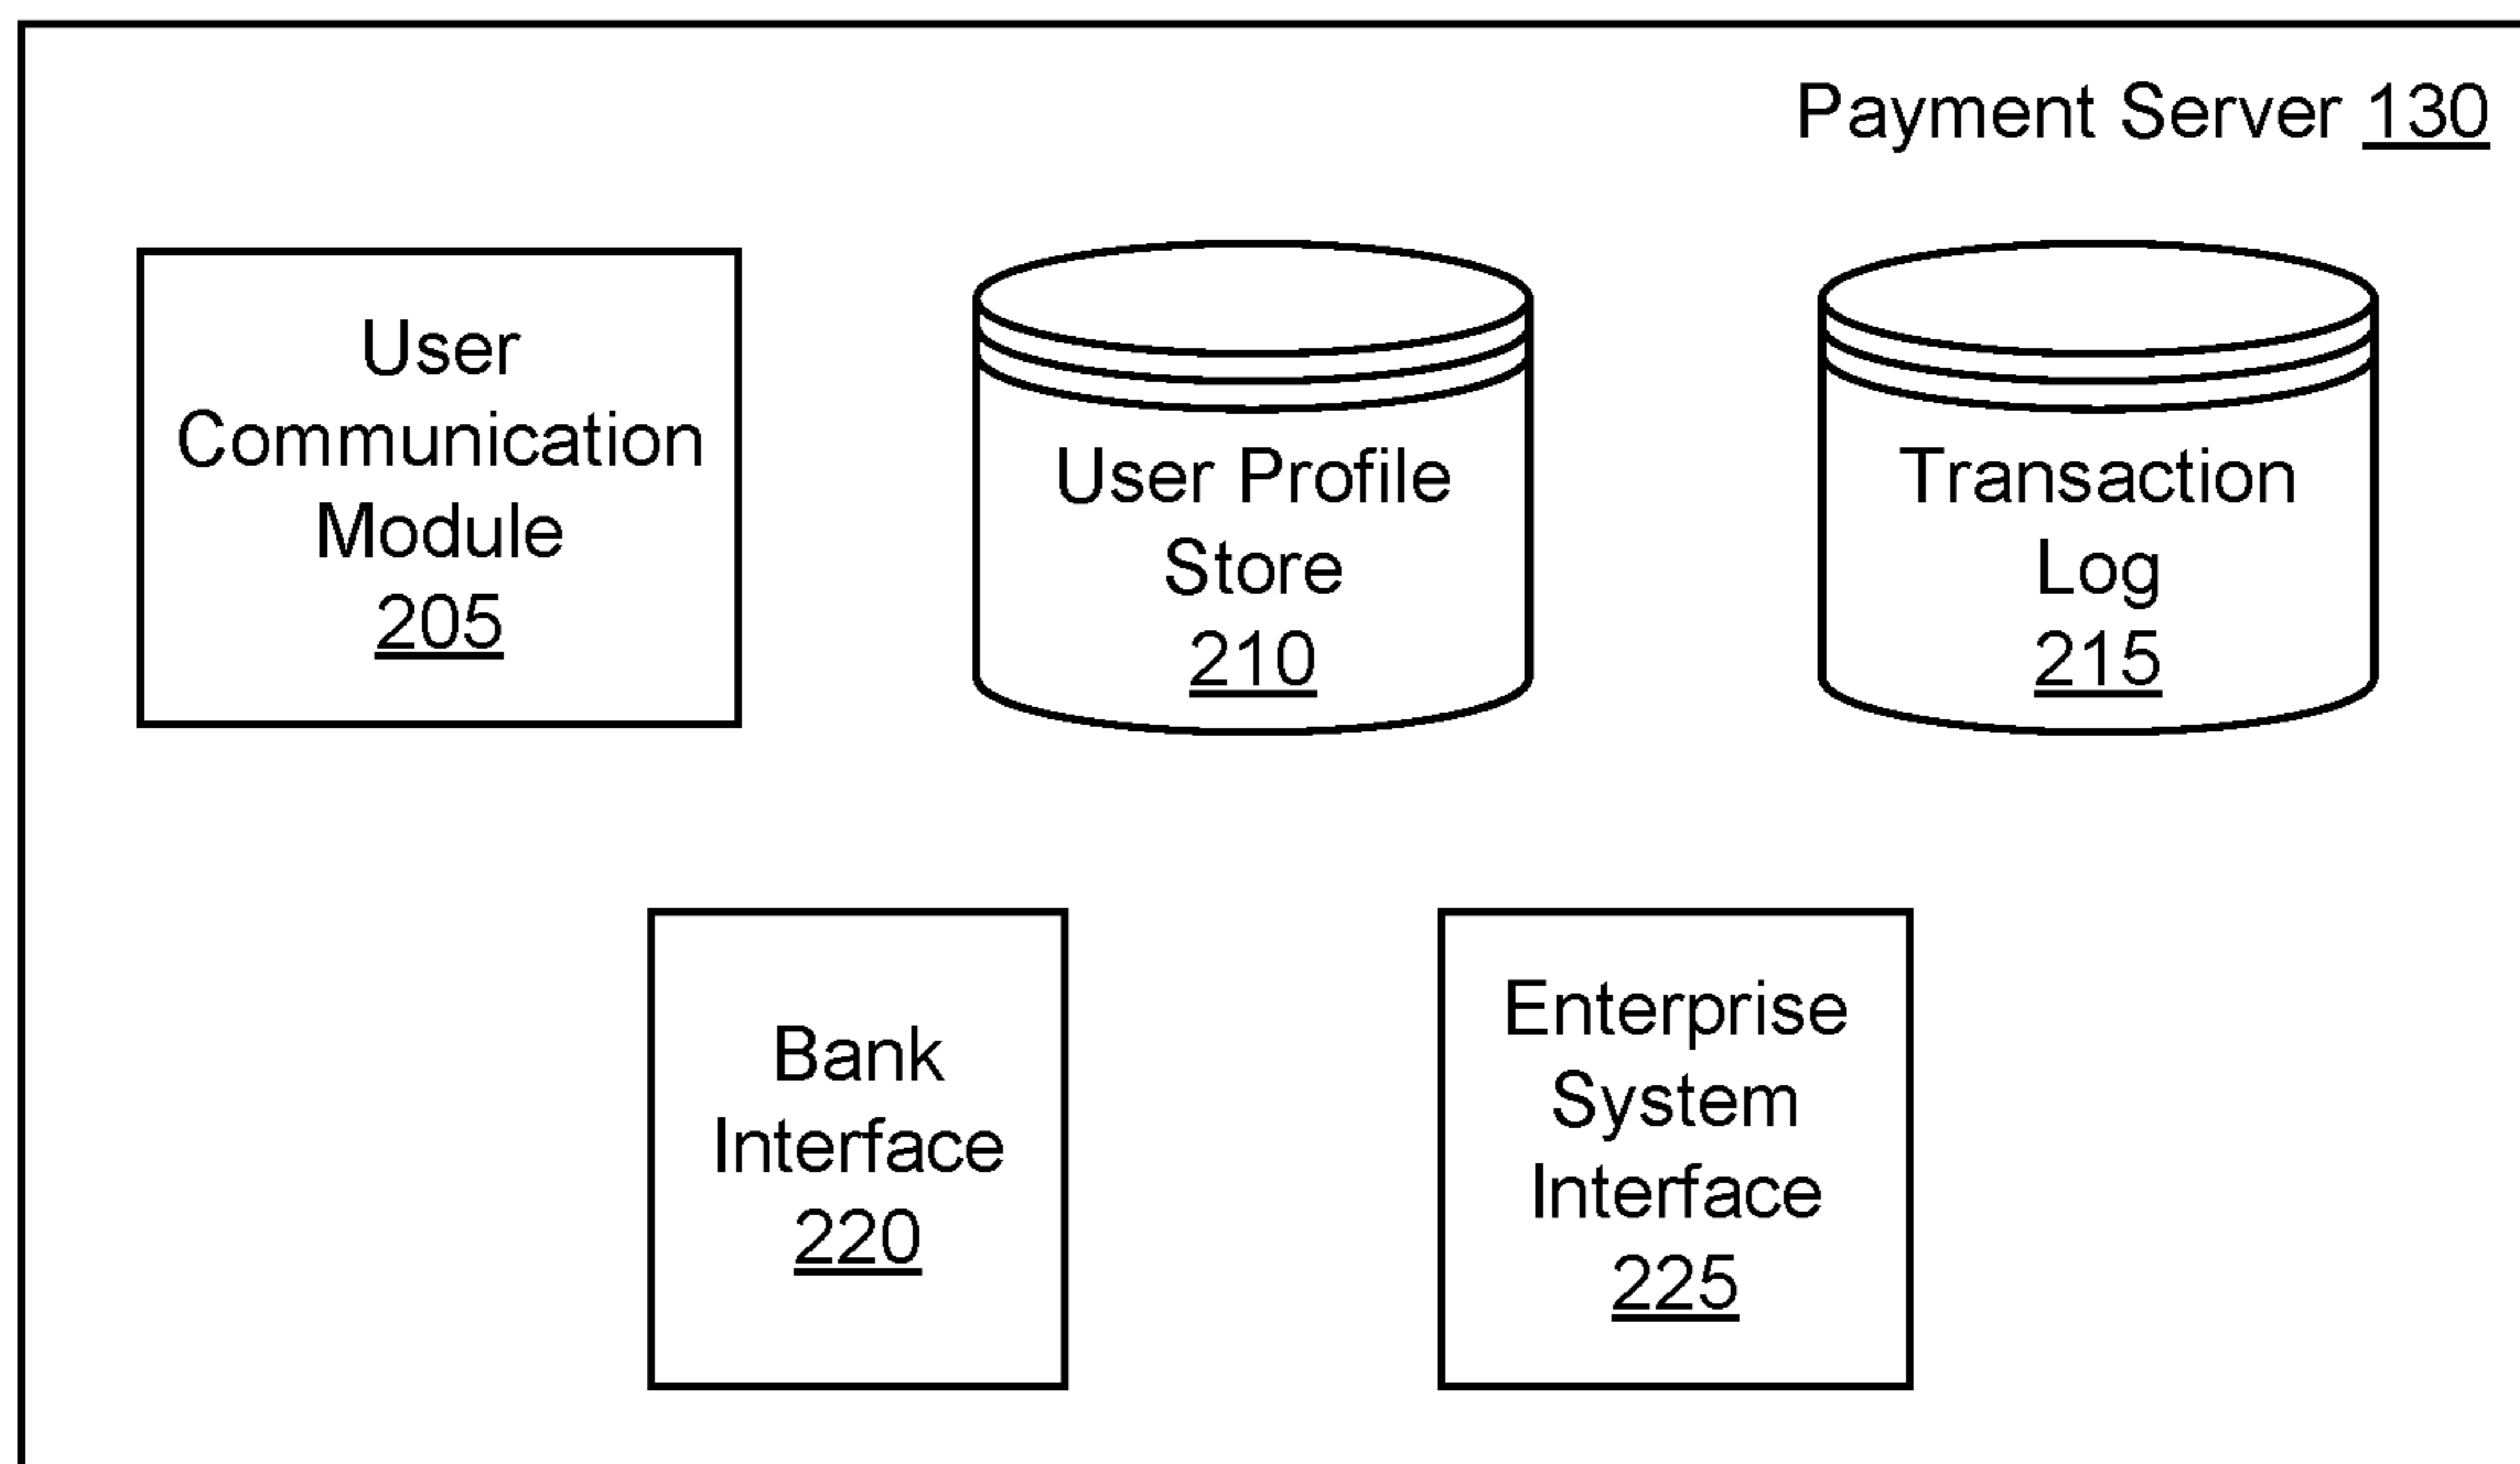 Payment Server 130
User
Communication
Module
205
User Profile
Store
210
Transaction
Log
215
Bank
Interface
220
Enterprise
System
Interface
225